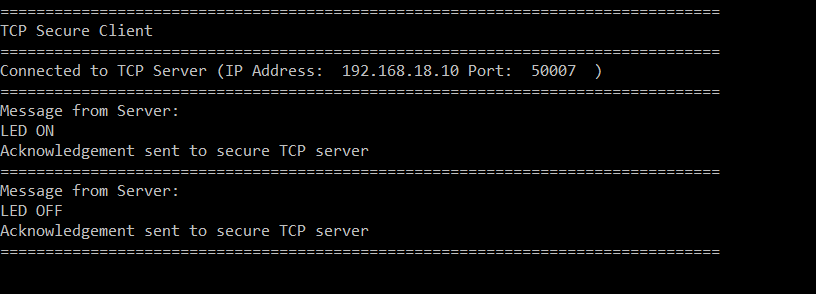 ================================================================================
TCP Secure Client
================================================================================
Connected to TCP Server (IP Address:  192.168.18.10 Port:  50007  )
================================================================================
Message from Server:
LED ON
Acknowledgement sent to secure TCP server
================================================================================
Message from Server:
LED OFF
Acknowledgement sent to secure TCP server
================================================================================